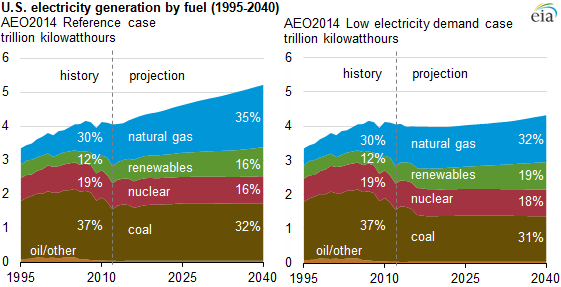 U.S. electricity generation by fuel (1995-2040)
eia
AEO2014 Reference case
trillion kilowatthours
6
5
4
3
2
1
0
history
projection
30%
12%
19%
37%
oil/other
natural gas
renewables
nuclear
coal
35%
16%
16%
32%
1995
2010
2025
2040
AEO2014 Low electricity demand case
trillion kilowatthours
6
5
4
3
2
1
0
history
projection
30%
12%
19%
37%
oil/other
natural gas
renewables
nuclear
coal
32%
19%
18%
31%
1995
2010
2025
2040